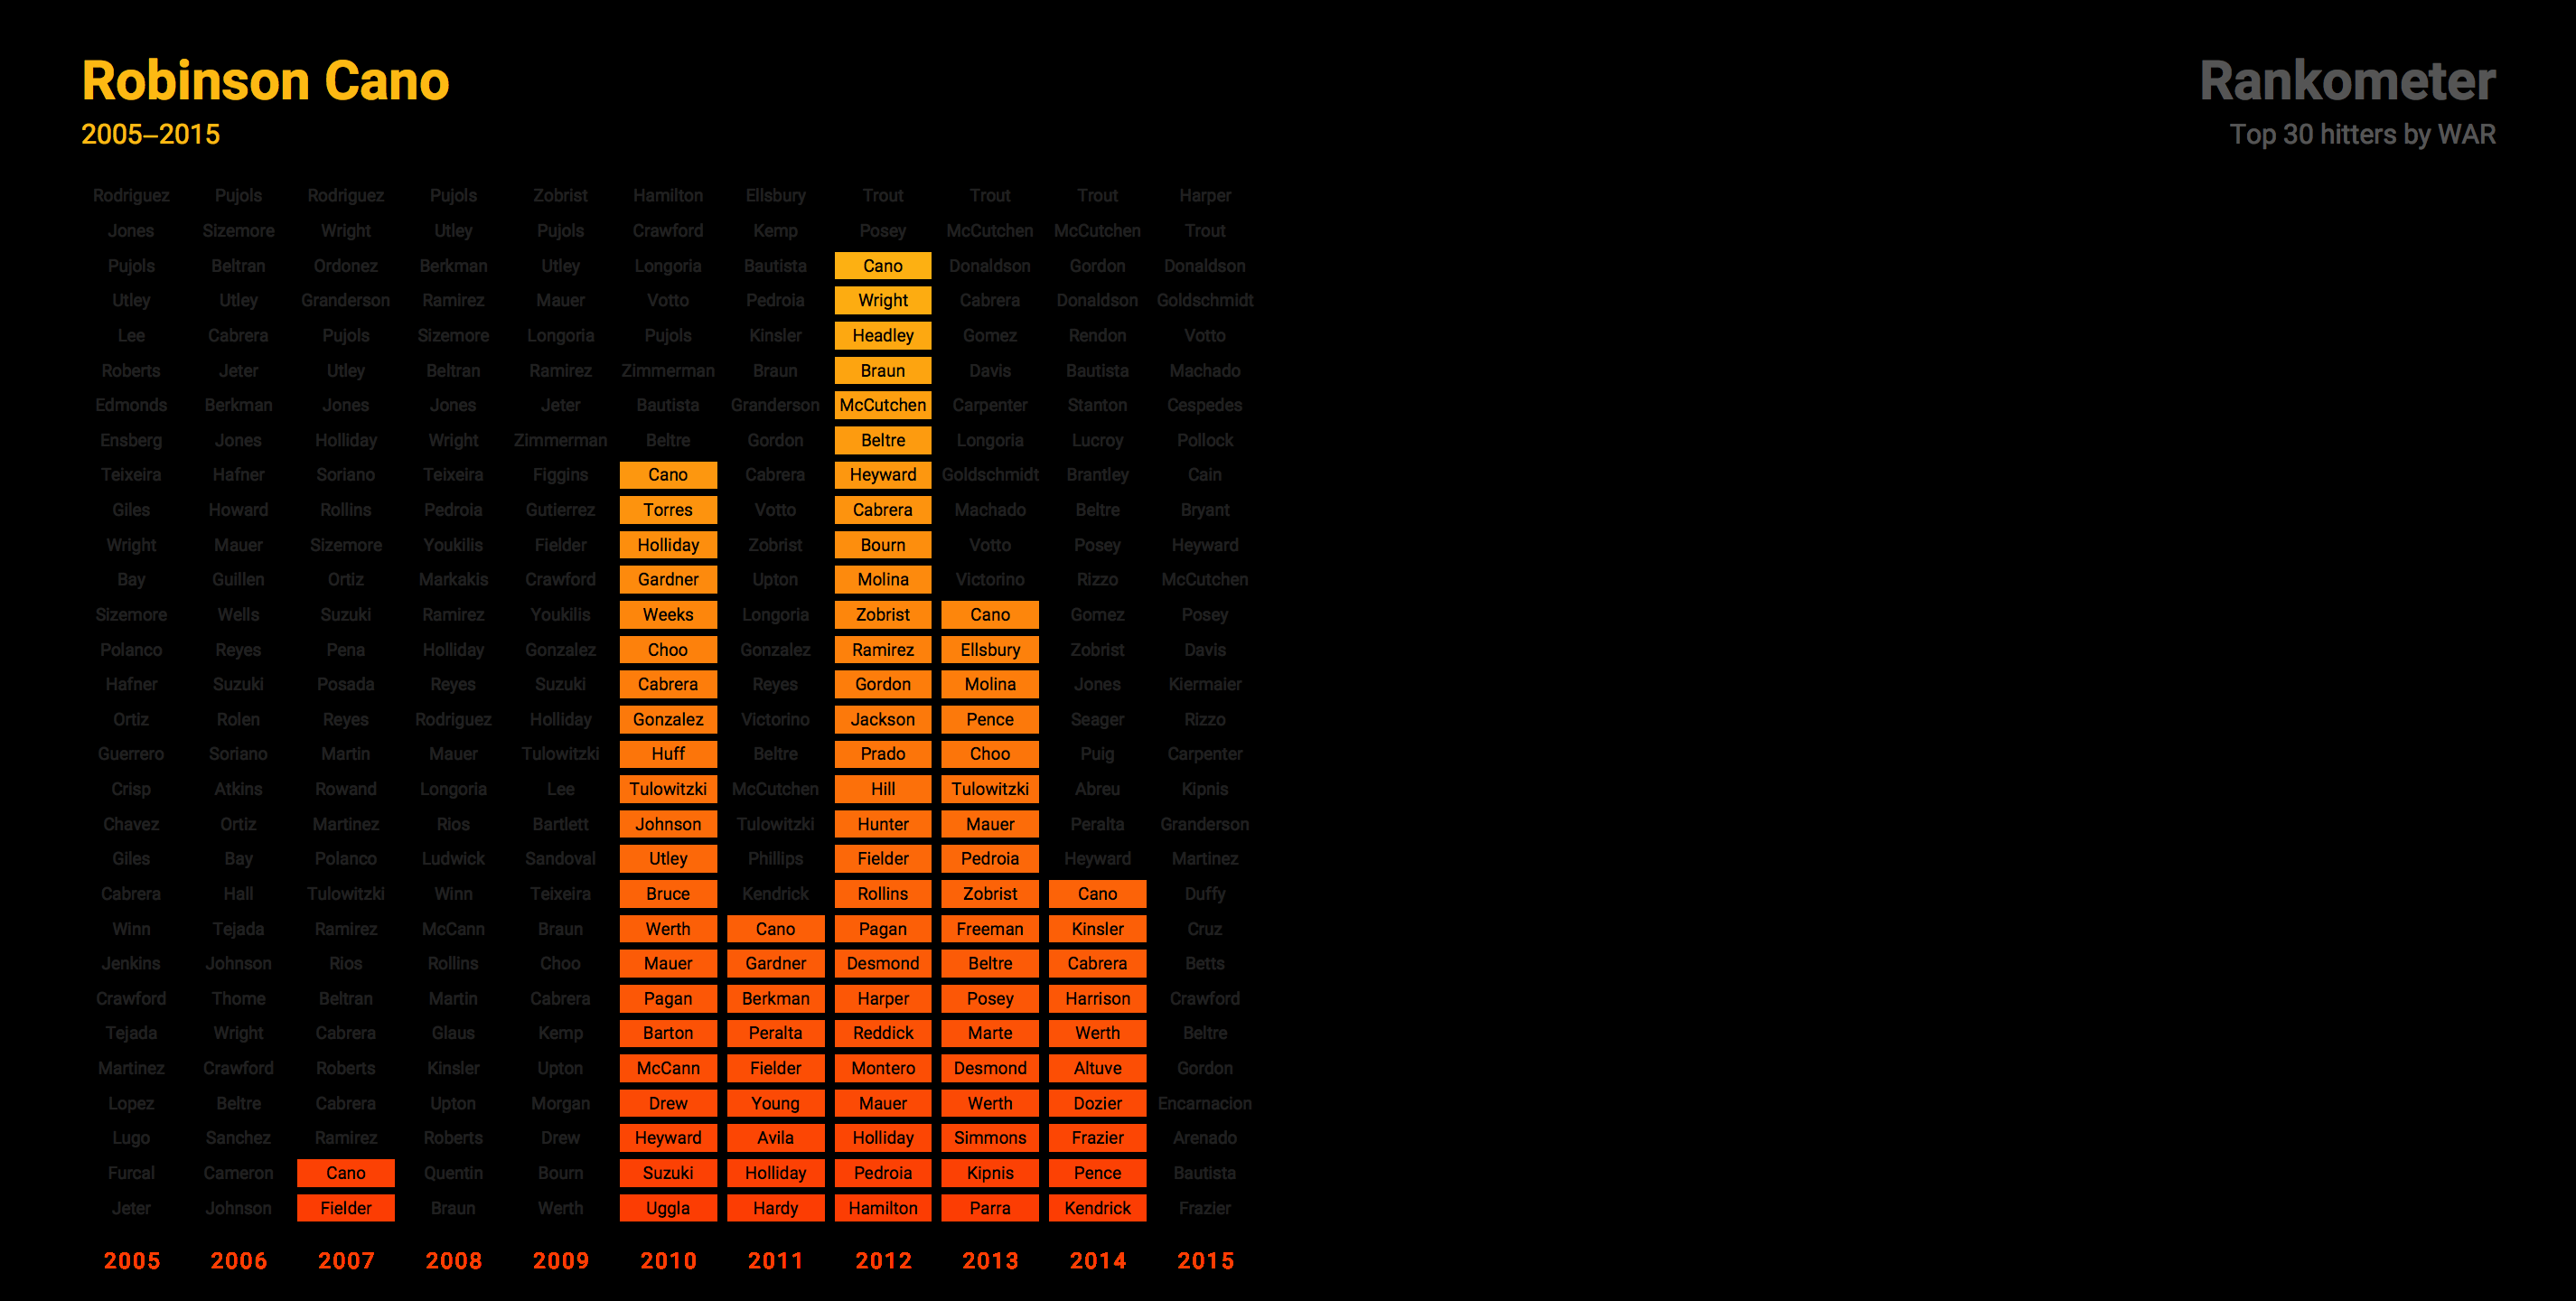 Robinson Cano
2005–2015
Rankometer
Top 30 hitters by WAR
Rodriguez Pujols Rodriguez Pujols Zobrist Hamilton Ellsbury Trout Trout Trout Harper
Jones Sizemore Wright Utley Pujols Crawford Kemp Posey McCutchen McCutchen Trout
Pujols Beltran Ordonez Berkman Utley Longoria Bautista Cano Donaldson Gordon Donaldson
Utley Utley Granderson Ramirez Mauer Votto Pedroia Wright Cabrera Donaldson Goldschmidt
Lee Cabrera Pujols Sizemore Longoria Pujols Kinsler Headley Gomez Rendon Votto
Roberts Jeter Utley Beltran Ramirez Zimmerman Braun Braun Davis Bautista Machado
Edmonds Berkman Jones Jones Jeter Bautista Granderson McCutchen Carpenter Stanton Cespedes
Ensberg Jones Holliday Wright Zimmerman Beltre Gordon Beltre Longoria Lucroy Pollock
Teixeira Hafner Soriano Teixeira Figgins Cano Cabrera Heyward Goldschmidt Brantley Cain
Giles Howard Rollins Pedroia Gutierrez Torres Votto Cabrera Machado Beltre Bryant
Wright Mauer Sizemore Youkilis Fielder Holliday Zobrist Bourn Votto Posey Heyward
Bay Guillen Ortiz Markakis Crawford Gardner Upton Molina Victorino Rizzo McCutchen
Sizemore Wells Suzuki Ramirez Youkilis Weeks Longoria Zobrist Cano Gomez Posey
Polanco Reyes Pena Holliday Gonzalez Choo Gonzalez Ramirez Ellsbury Zobrist Davis
Hafner Suzuki Posada Reyes Suzuki Cabrera Reyes Gordon Molina Jones Kiermaier
Ortiz Rolen Reyes Rodriguez Holliday Gonzalez Victorino Jackson Pence Seager Rizzo
Guerrero Soriano Martin Mauer Tulowitzki Huff Beltre Prado Choo Puig Carpenter
Crisp Atkins Rowand Longoria Lee Tulowitzki McCutchen Hill Tulowitzki Abreu Kipnis
Chavez Ortiz Martinez Rios Bartlett Johnson Tulowitzki Hunter Mauer Peralta Granderson
Giles Bay Polanco Ludwick Sandoval Utley Phillips Fielder Pedroia Heyward Martinez
Cabrera Hall Tulowitzki Winn Teixeira Bruce Kendrick Rollins Zobrist Cano Duffy
Winn Tejada Ramirez McCann Braun Werth Cano Pagan Freeman Kinsler Cruz
Jenkins Johnson Rios Rollins Choo Mauer Gardner Desmond Beltre Cabrera Betts
Crawford Thome Beltran Martin Cabrera Pagan Berkman Harper Posey Harrison Crawford
Tejada Wright Cabrera Glaus Kemp Barton Peralta Reddick Marte Werth Beltre
Martinez Crawford Roberts Kinsler Upton McCann Fielder Montero Desmond Altuve Gordon
Lopez Beltre Cabrera Upton Morgan Drew Young Mauer Werth Dozier Encarnacion
Lugo Sanchez Ramirez Roberts Drew Heyward Avila Holliday Simmons Frazier Arenado
Furcal Cameron Cano Quentin Bourn Suzuki Holliday Pedroia Kipnis Pence Bautista
Jeter Johnson Fielder Braun Werth Uggla Hardy Hamilton Parra Kendrick Frazier
2005 2006 2007 2008 2009 2010 2011 2012 2013 2014 2015